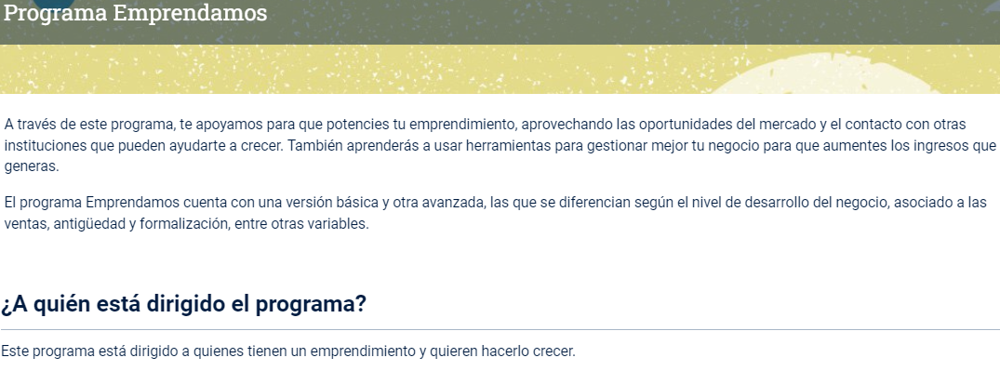 Programa Emprendamos
A través de este programa, te apoyamos para que potencies tu emprendimiento, aprovechando las oportunidades del mercado y el contacto con otras
instituciones que pueden ayudarte a crecer. También aprenderás a usar herramientas para gestionar mejor tu negocio para que aumentes los ingresos que
generas.
El programa Emprendamos cuenta con una versión básica y otra avanzada, las que se diferencian según el nivel de desarrollo del negocio, asociado a las
ventas, antigüedad y formalización, entre otras variables.
¿A quién está dirigido el programa?
Este programa está dirigido a quienes tienen un emprendimiento y quieren hacerlo crecer.